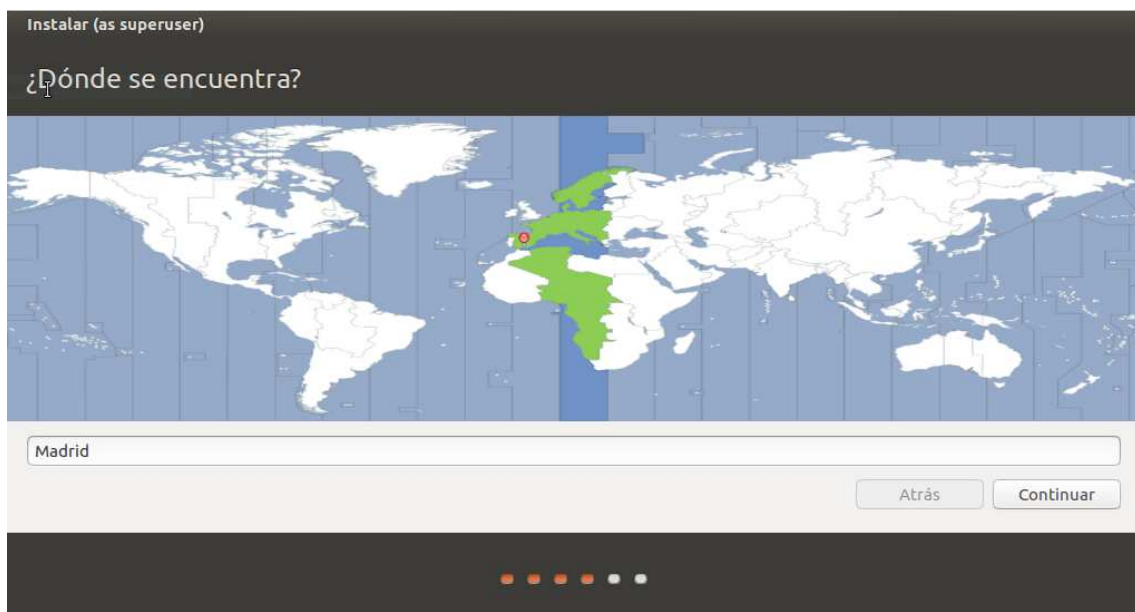 Instalar (as superuser)
¿Dónde se encuentra?
Madrid
Atrás
Continuar